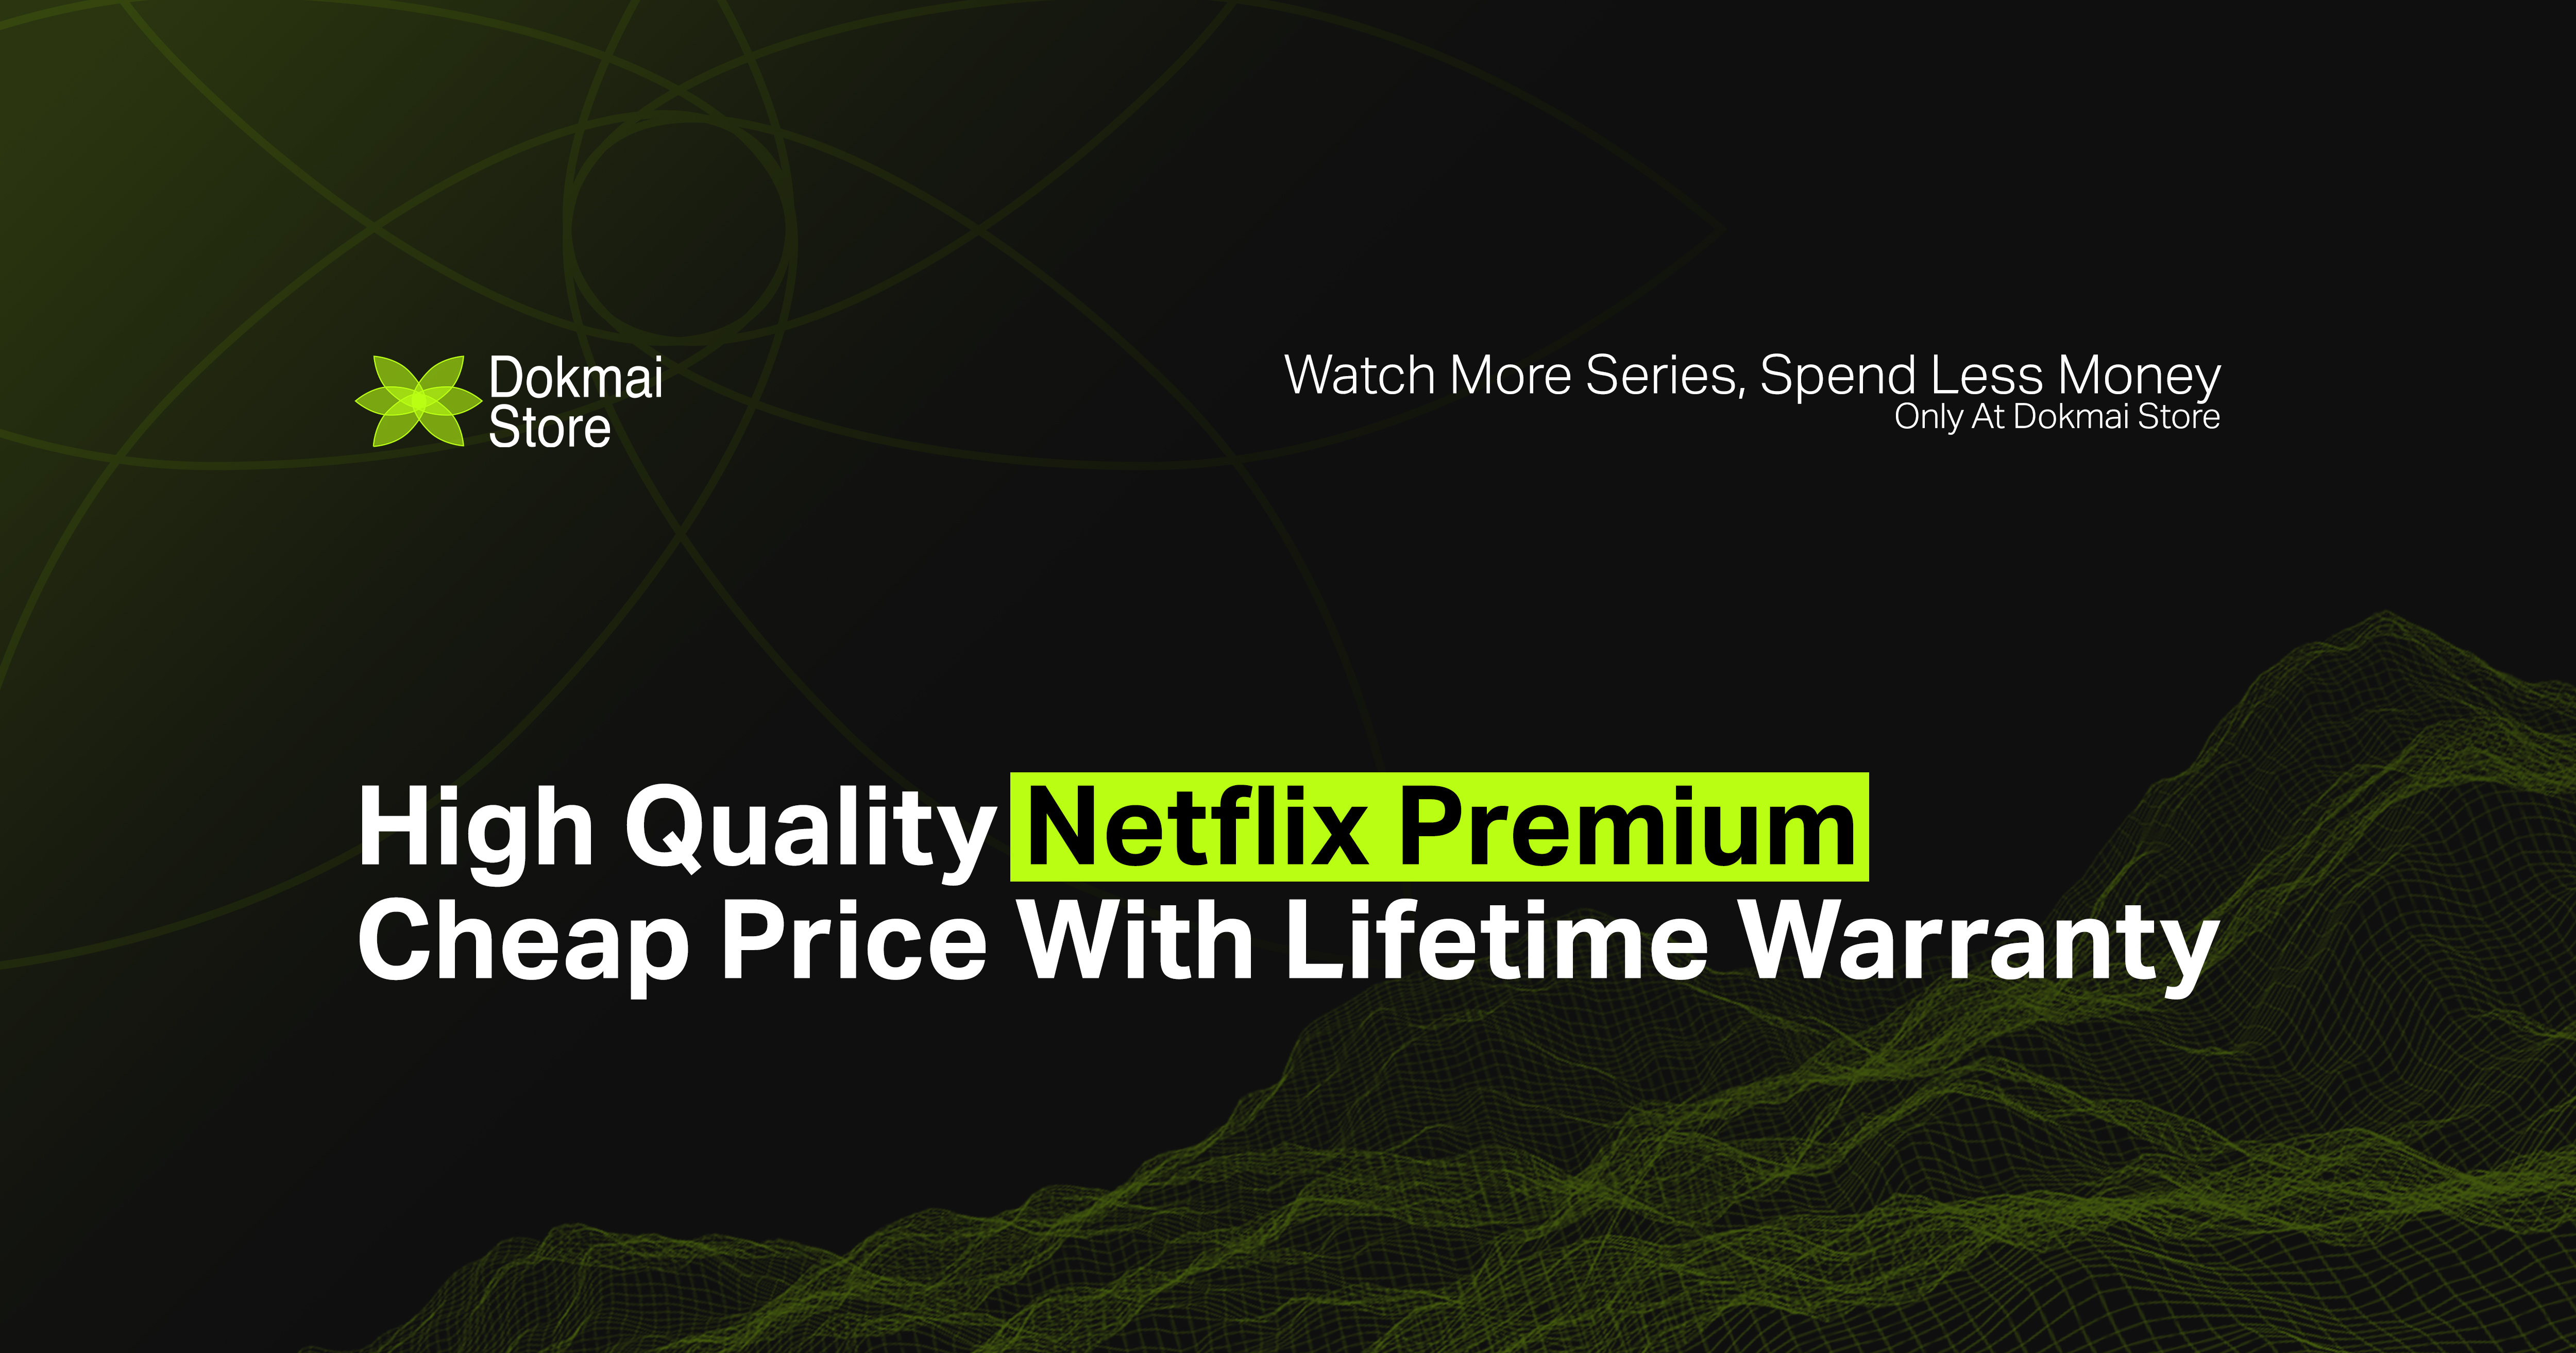 Dokmai
Store
Watch More Series, Spend Less Money
Only At Dokmai Store
High Quality Netflix Premium
Cheap Price With Lifetime Warranty